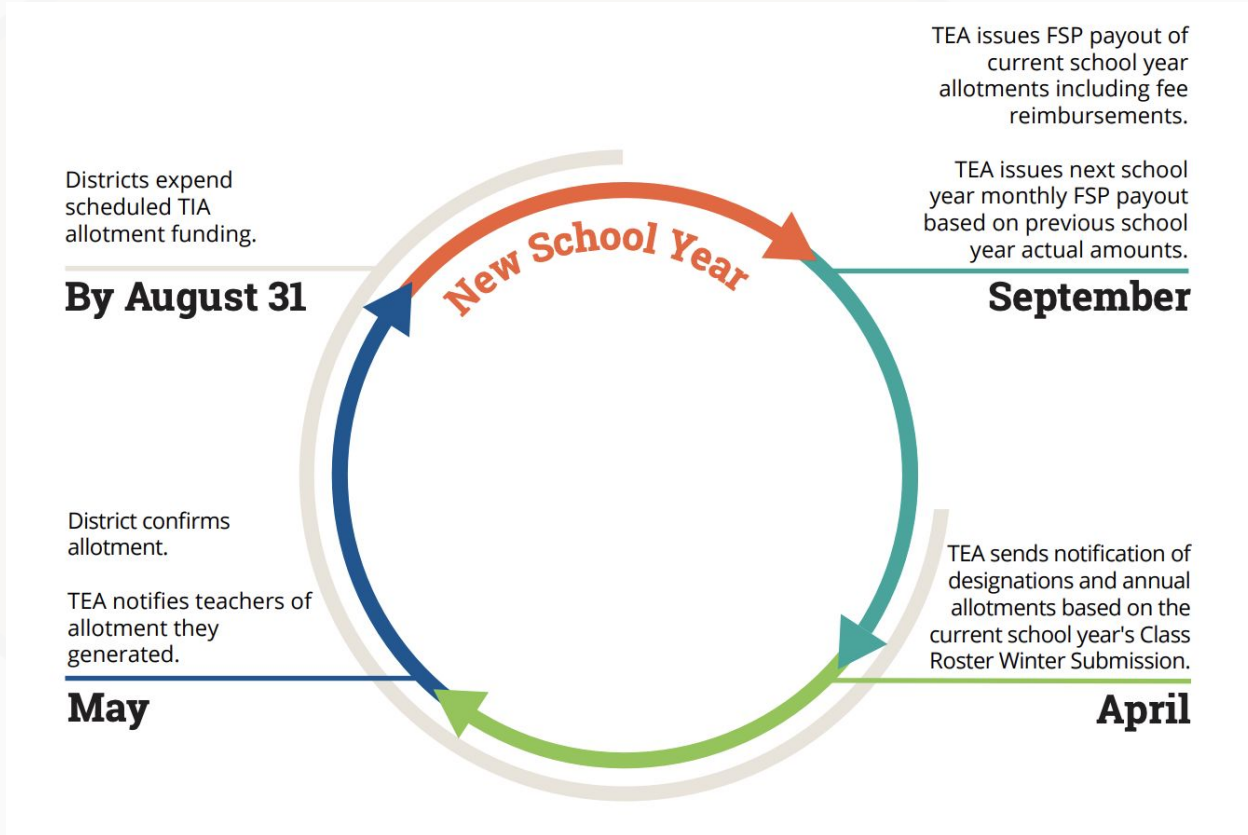 TEA issues FSP payout of
current school year
allotments including fee
reimbursements.
TEA issues next school
year monthly FSP payout
based on previous school
year actual amounts.
September
Districts expend
scheduled TIA
allotment funding.
By August 31
New School Year
District confirms
allotment.
TEA notifies teachers of
allotment they
generated.
May
TEA sends notification of
designations and annual
allotments based on the
current school year's Class
Roster Winter Submission.
April